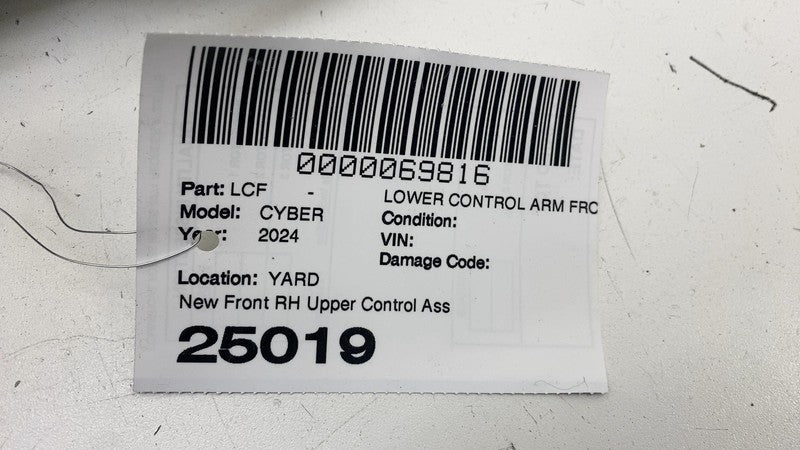 0000069816
Part: LCF - LOWER CONTROL ARM FRO
Model: CYBER Condition:
Year: 2024 VIN:
Damage Code:
Location: YARD
New Front RH Upper Control Ass
25019